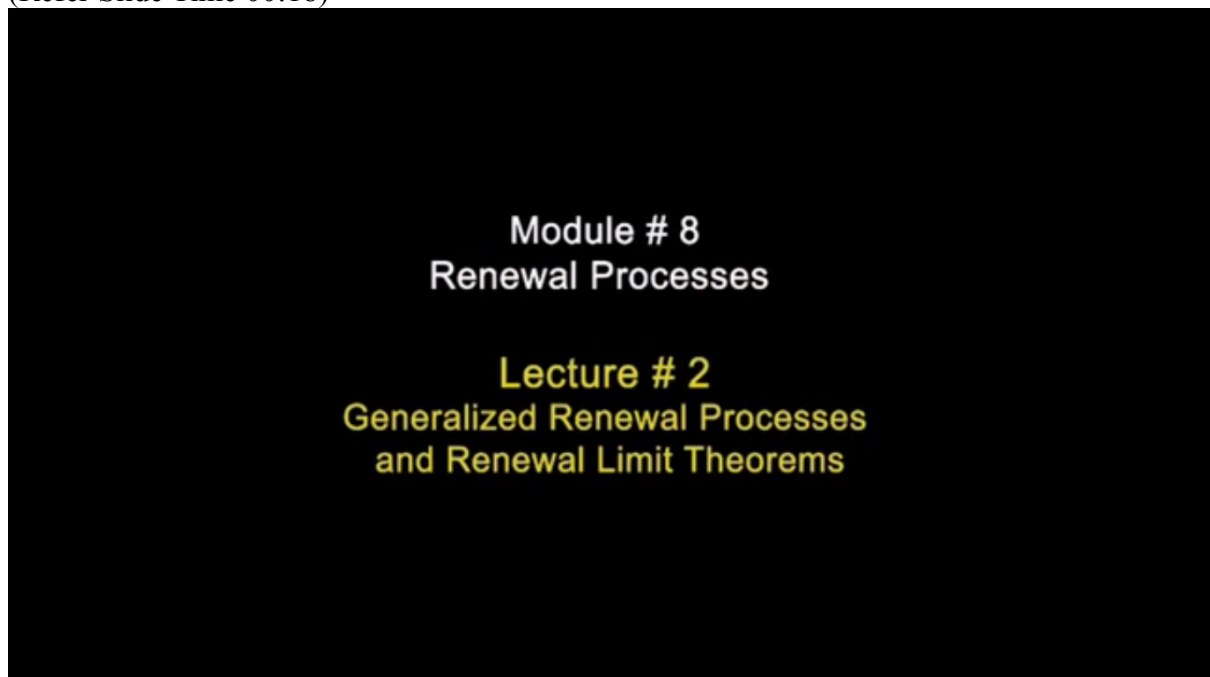 Module # 8
Renewal Processes
Lecture # 2
Generalized Renewal Processes
and Renewal Limit Theorems